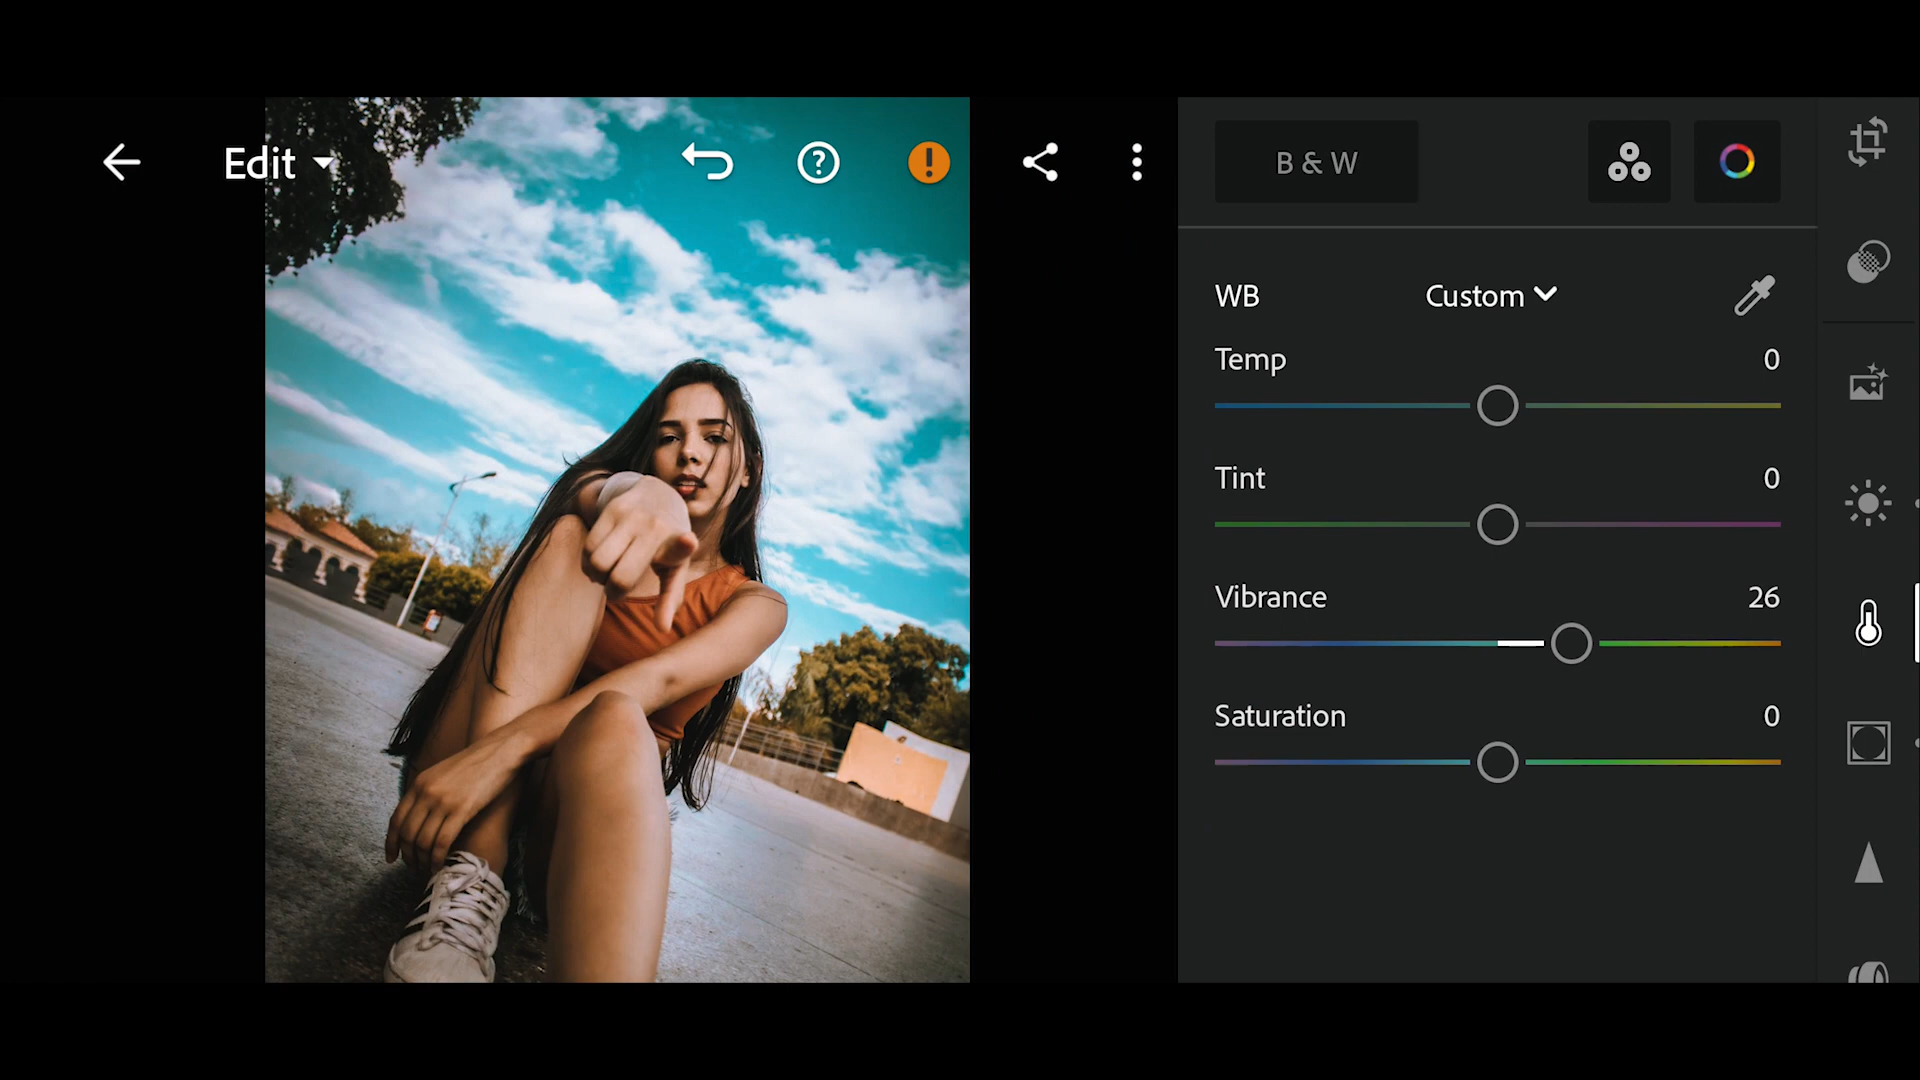 Edit
B & W
WB Custom
Temp 0
Tint 0
Vibrance 26
Saturation 0